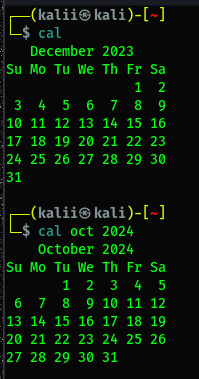 ┌──(kalii㉿kali)-[~]
└─$ cal
   December 2023
Su Mo Tu We Th Fr Sa
                1  2
 3  4  5  6  7  8  9
10 11 12 13 14 15 16
17 18 19 20 21 22 23
24 25 26 27 28 29 30
31

┌──(kalii㉿kali)-[~]
└─$ cal oct 2024
    October 2024
Su Mo Tu We Th Fr Sa
       1  2  3  4  5
 6  7  8  9 10 11 12
13 14 15 16 17 18 19
20 21 22 23 24 25 26
27 28 29 30 31